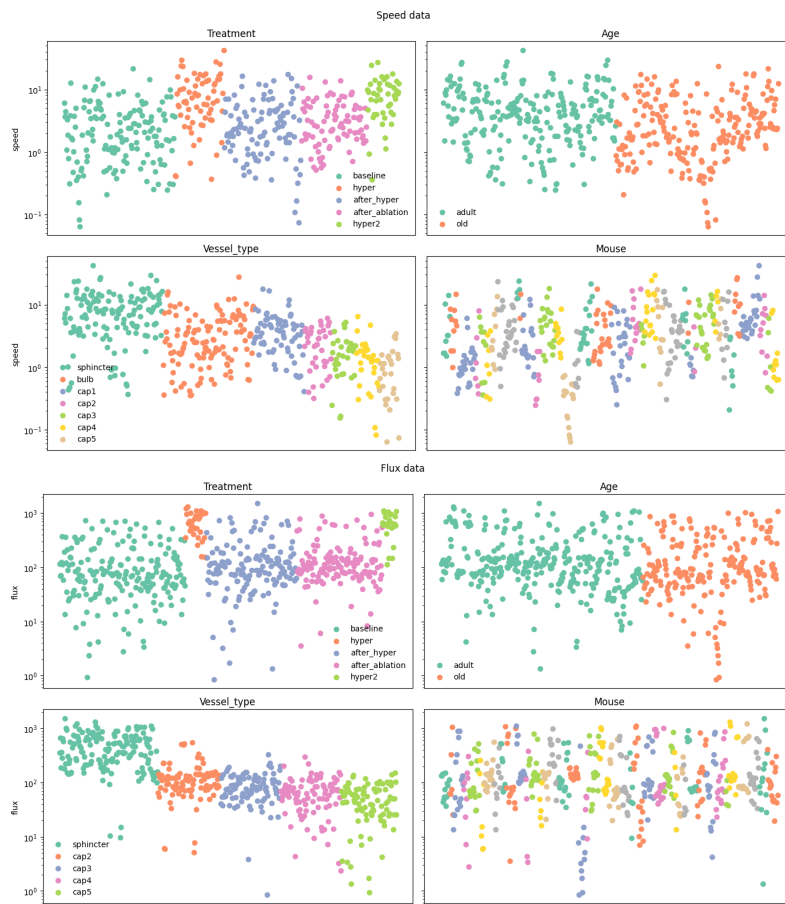 Speed data
Treatment
Age
10¹
10⁰
10⁻¹
speed
baseline
hyper
after_hyper
after_ablation
hyper2
adult
old
Vessel_type
Mouse
10¹
10⁰
10⁻¹
speed
sphincter
bulb
cap1
cap2
cap3
cap4
cap5
Flux data
Treatment
Age
10³
10²
10¹
10⁰
flux
baseline
hyper
after_hyper
after_ablation
hyper2
adult
old
Vessel_type
Mouse
10³
10²
10¹
10⁰
flux
sphincter
cap2
cap3
cap4
cap5